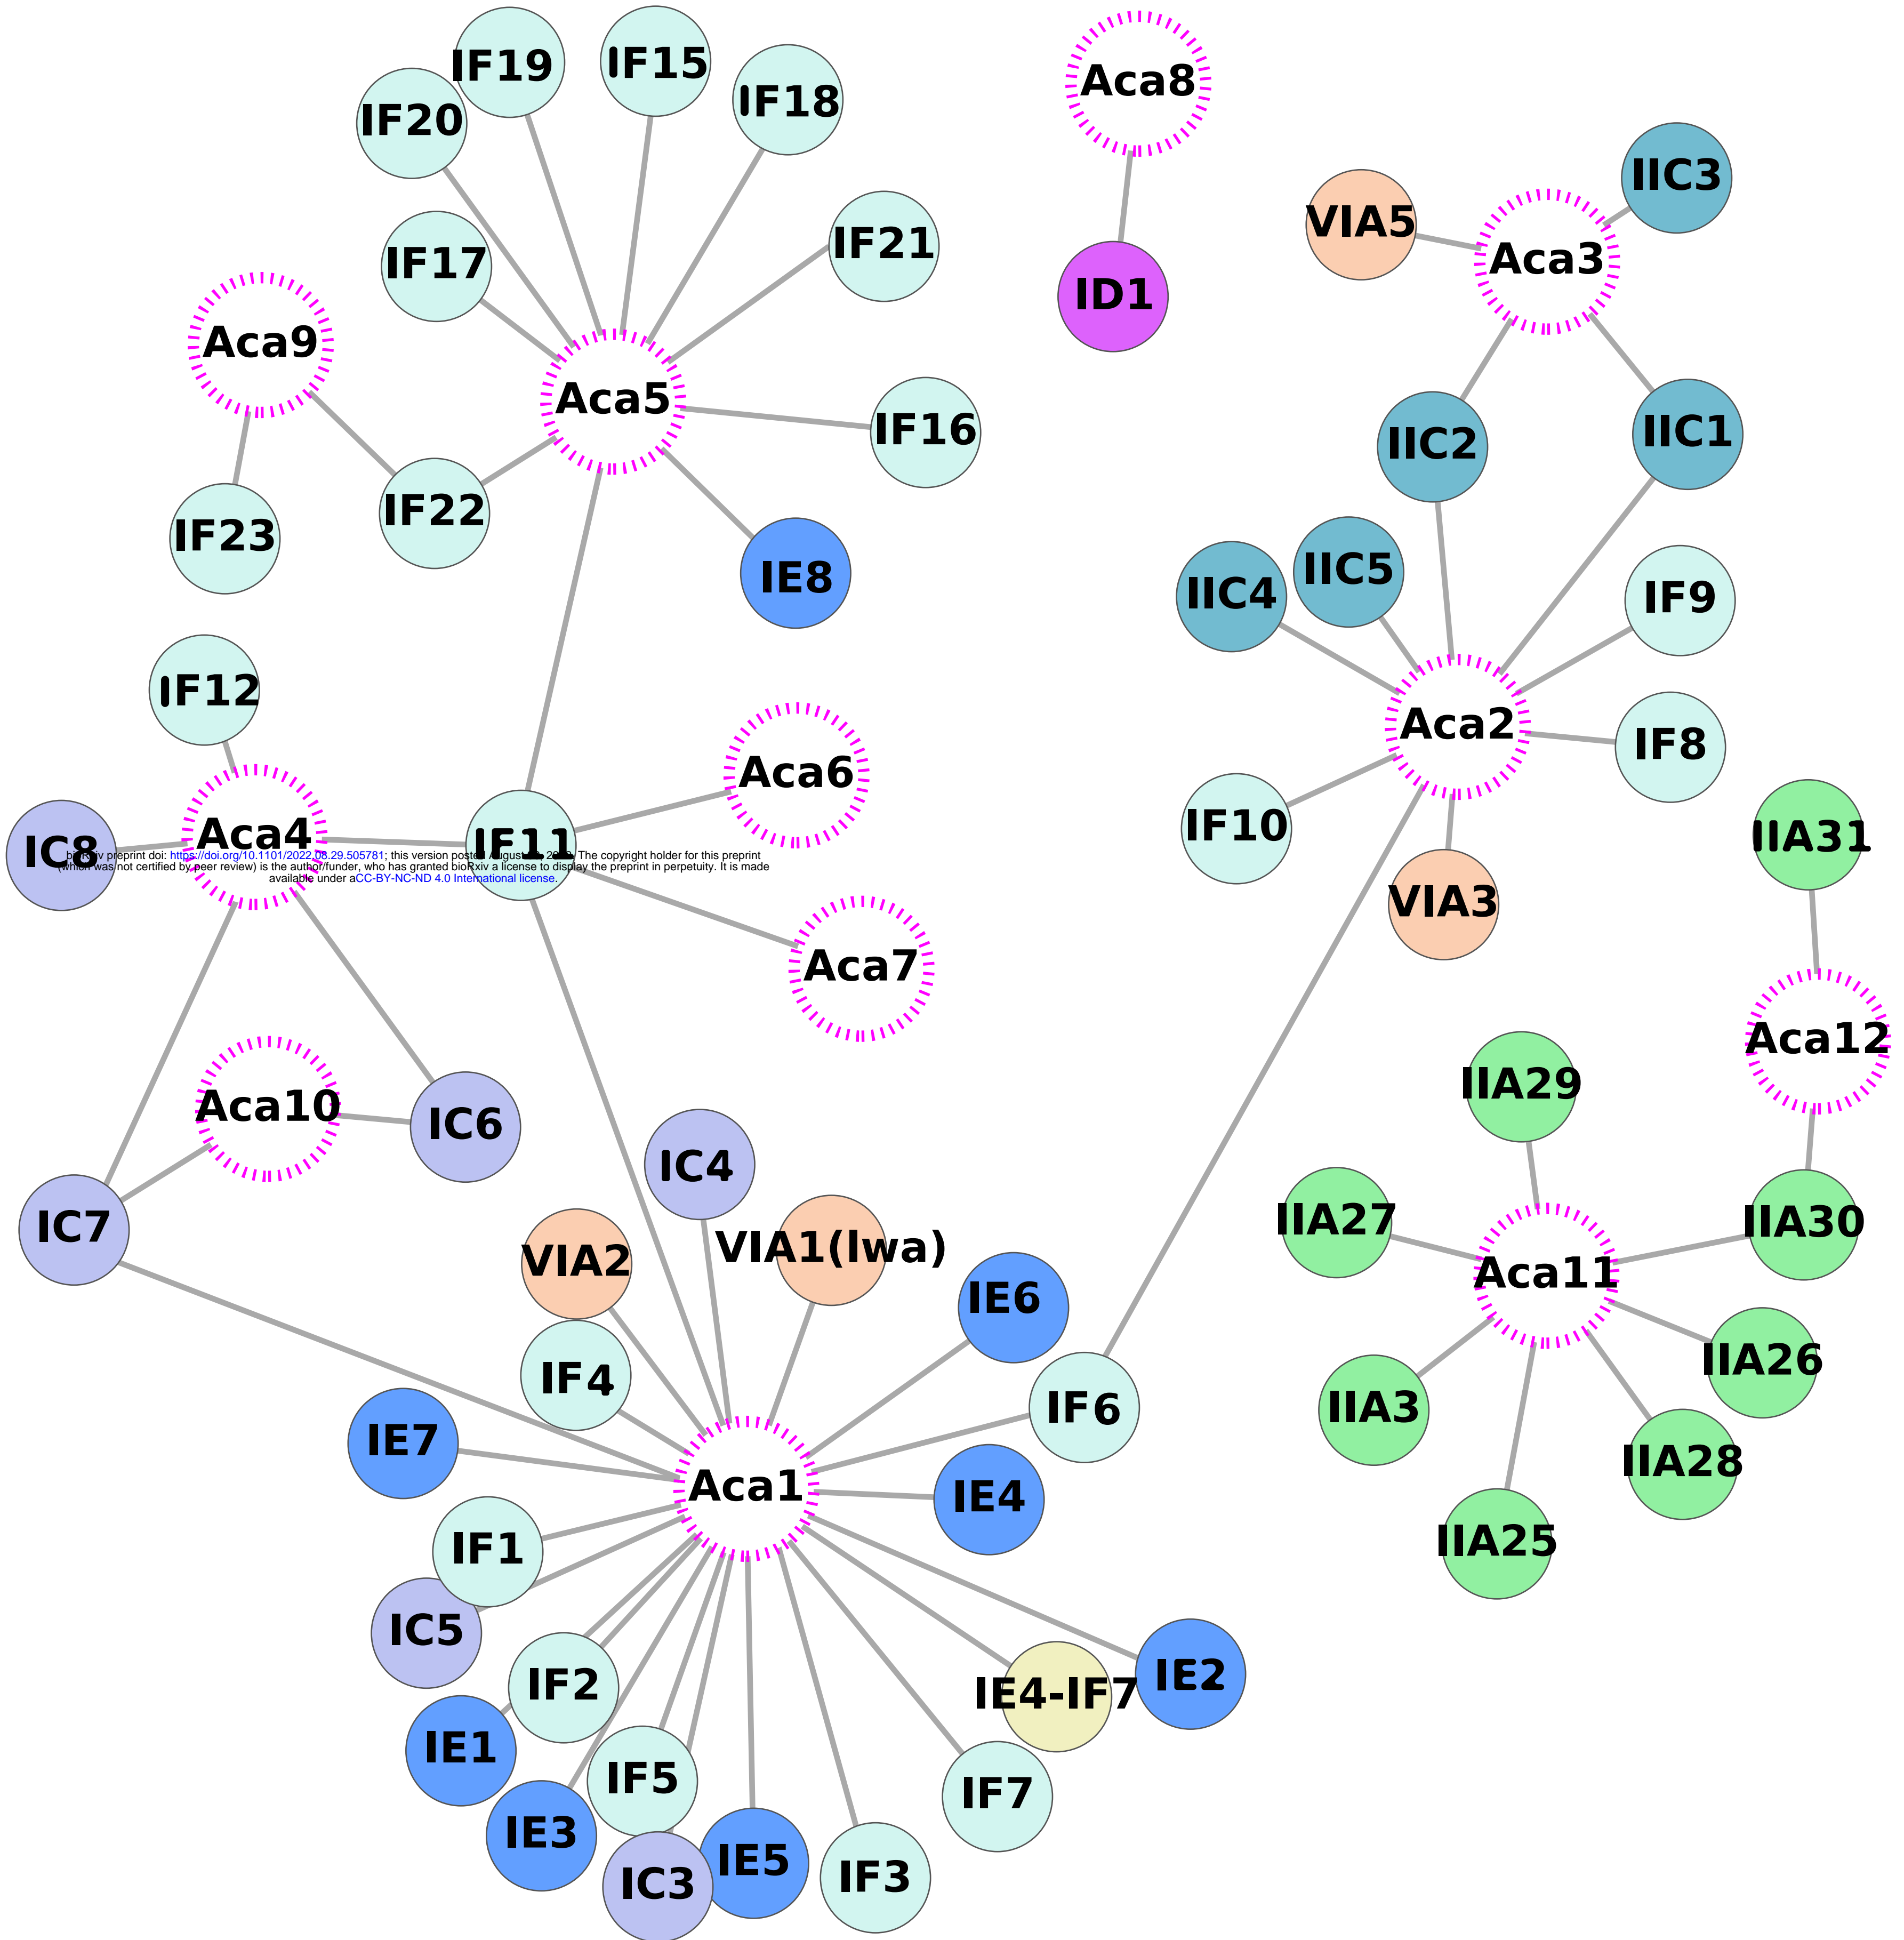 IF19
IF15
IF18
IF20
Aca8
IIC3
VIA5
IF21
Aca3
IF17
ID1
Aca9
Aca5
IF16
IIC1
IIC2
IF22
IF23
IE8
IIC5
IIC4
IF9
IF12
Aca2
IF8
Aca6
IF10
Aca4
IIA31
IF11
IC8
bioRxiv preprint doi: https://doi.org/10.1101/2022.08.29.505781; this version posted August The copyright holder for this preprint
(which was not certified by peer review) is the author/funder, who has granted bioRxiv a license to display the preprint in perpetuity. It is made
available under aCC-BY-NC-ND 4.0 International license.
VIA3
Aca7
Aca12
IIA29
Aca10
IC6
IC4
IIA27
IIA30
IC7
VIA1(lwa)
VIA2
Aca11
IE6
IIA26
IF4
IF6
IIA3
IE7
IIA28
Aca1
IE4
IIA25
IF1
IC5
IE2
IF2
IE4-IF7
IE1
IF5
IF7
IE3
IE5
IF3
IC3